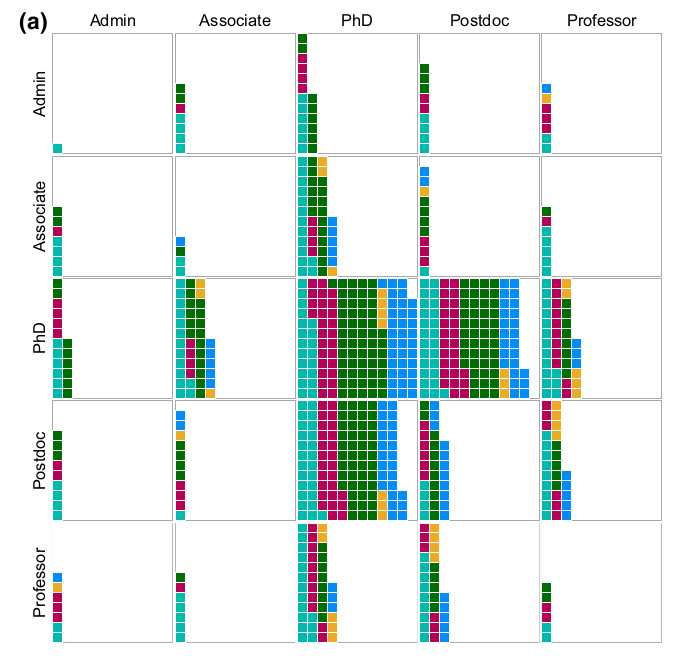 (a) Admin Associate PhD Postdoc Professor
Admin
Associate
PhD
Postdoc
Professor